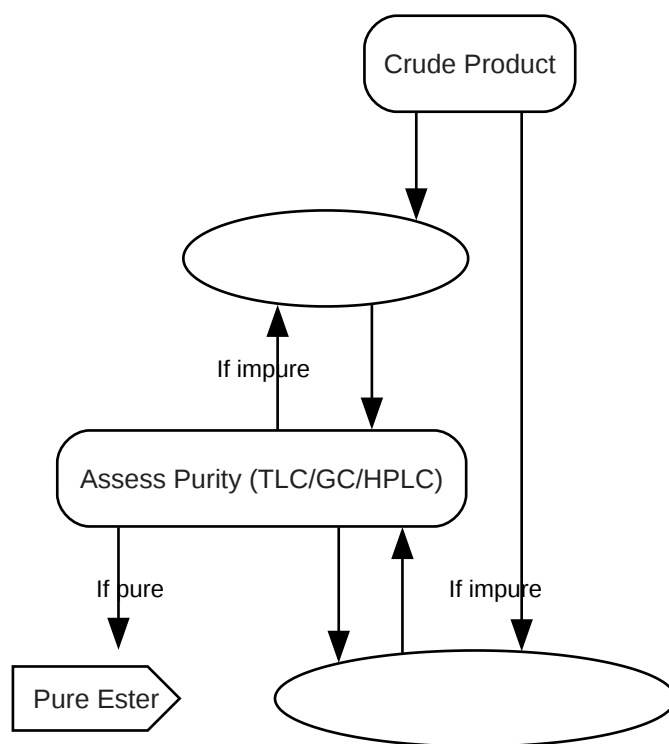 Crude Product
If impure
Assess Purity (TLC/GC/HPLC)
If pure
If impure
Pure Ester